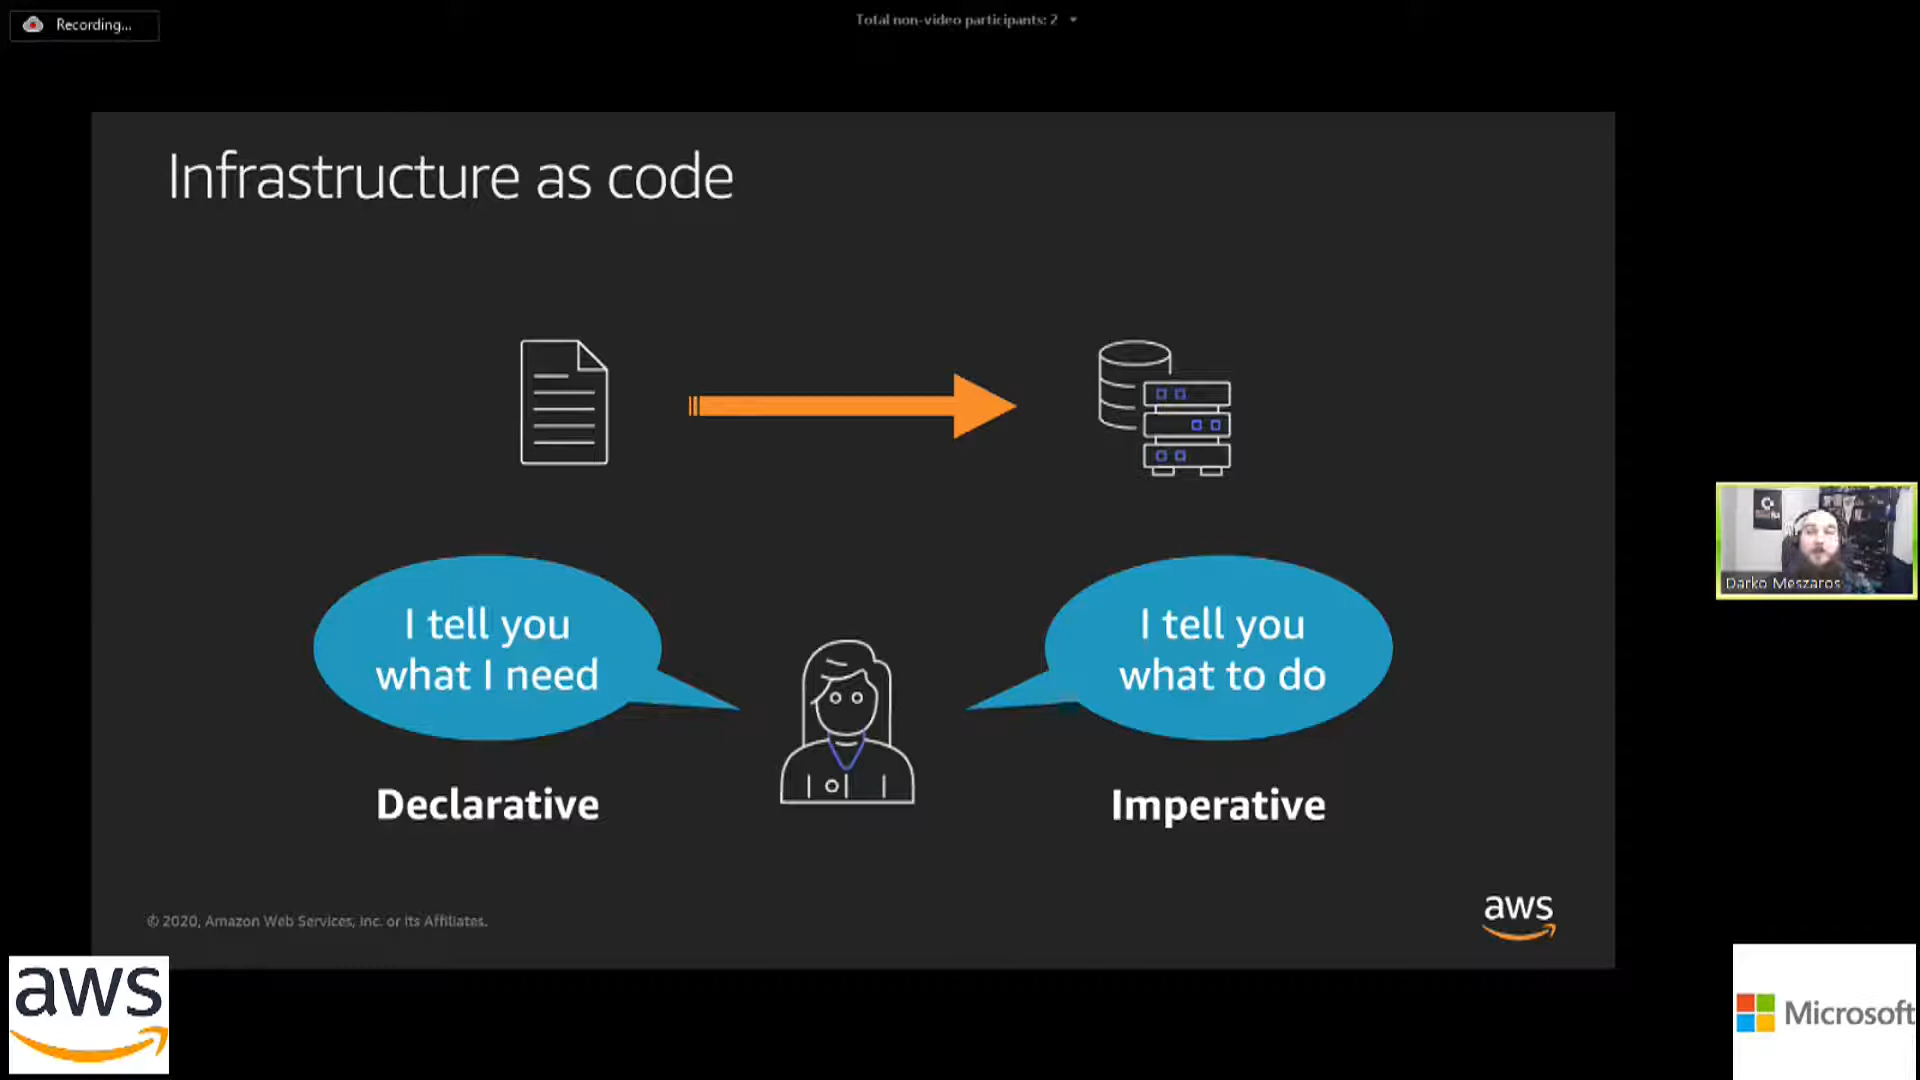 Recording...
Total non-video participants: 2
Infrastructure as code
I tell you
what I need
I tell you
what to do
Declarative
Imperative
© 2020, Amazon Web Services, Inc. or its Affiliates.
aws
Darko Meszaros
aws
Microsoft